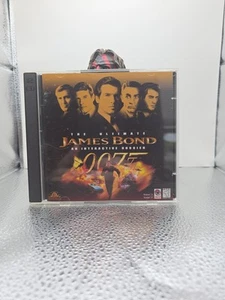 THE ULTIMATE
JAMES BOND
AN INTERACTIVE DOSSIER
007